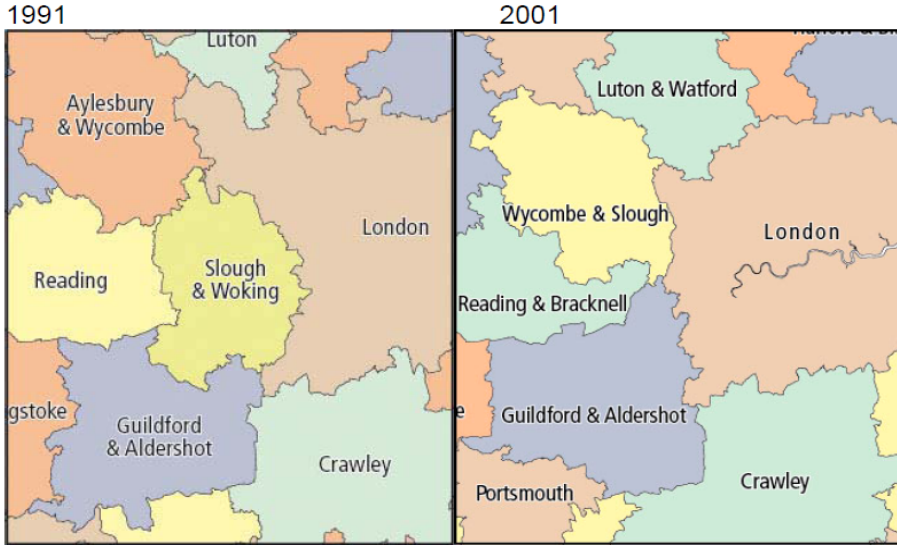 1991
2001
Luton
Aylesbury
& Wycombe
London
Reading
Slough
& Woking
gstoke
Guildford
& Aldershot
Crawley
Luton & Watford
Wycombe & Slough
London
Reading & Bracknell
Guildford & Aldershot
e
Portsmouth
Crawley